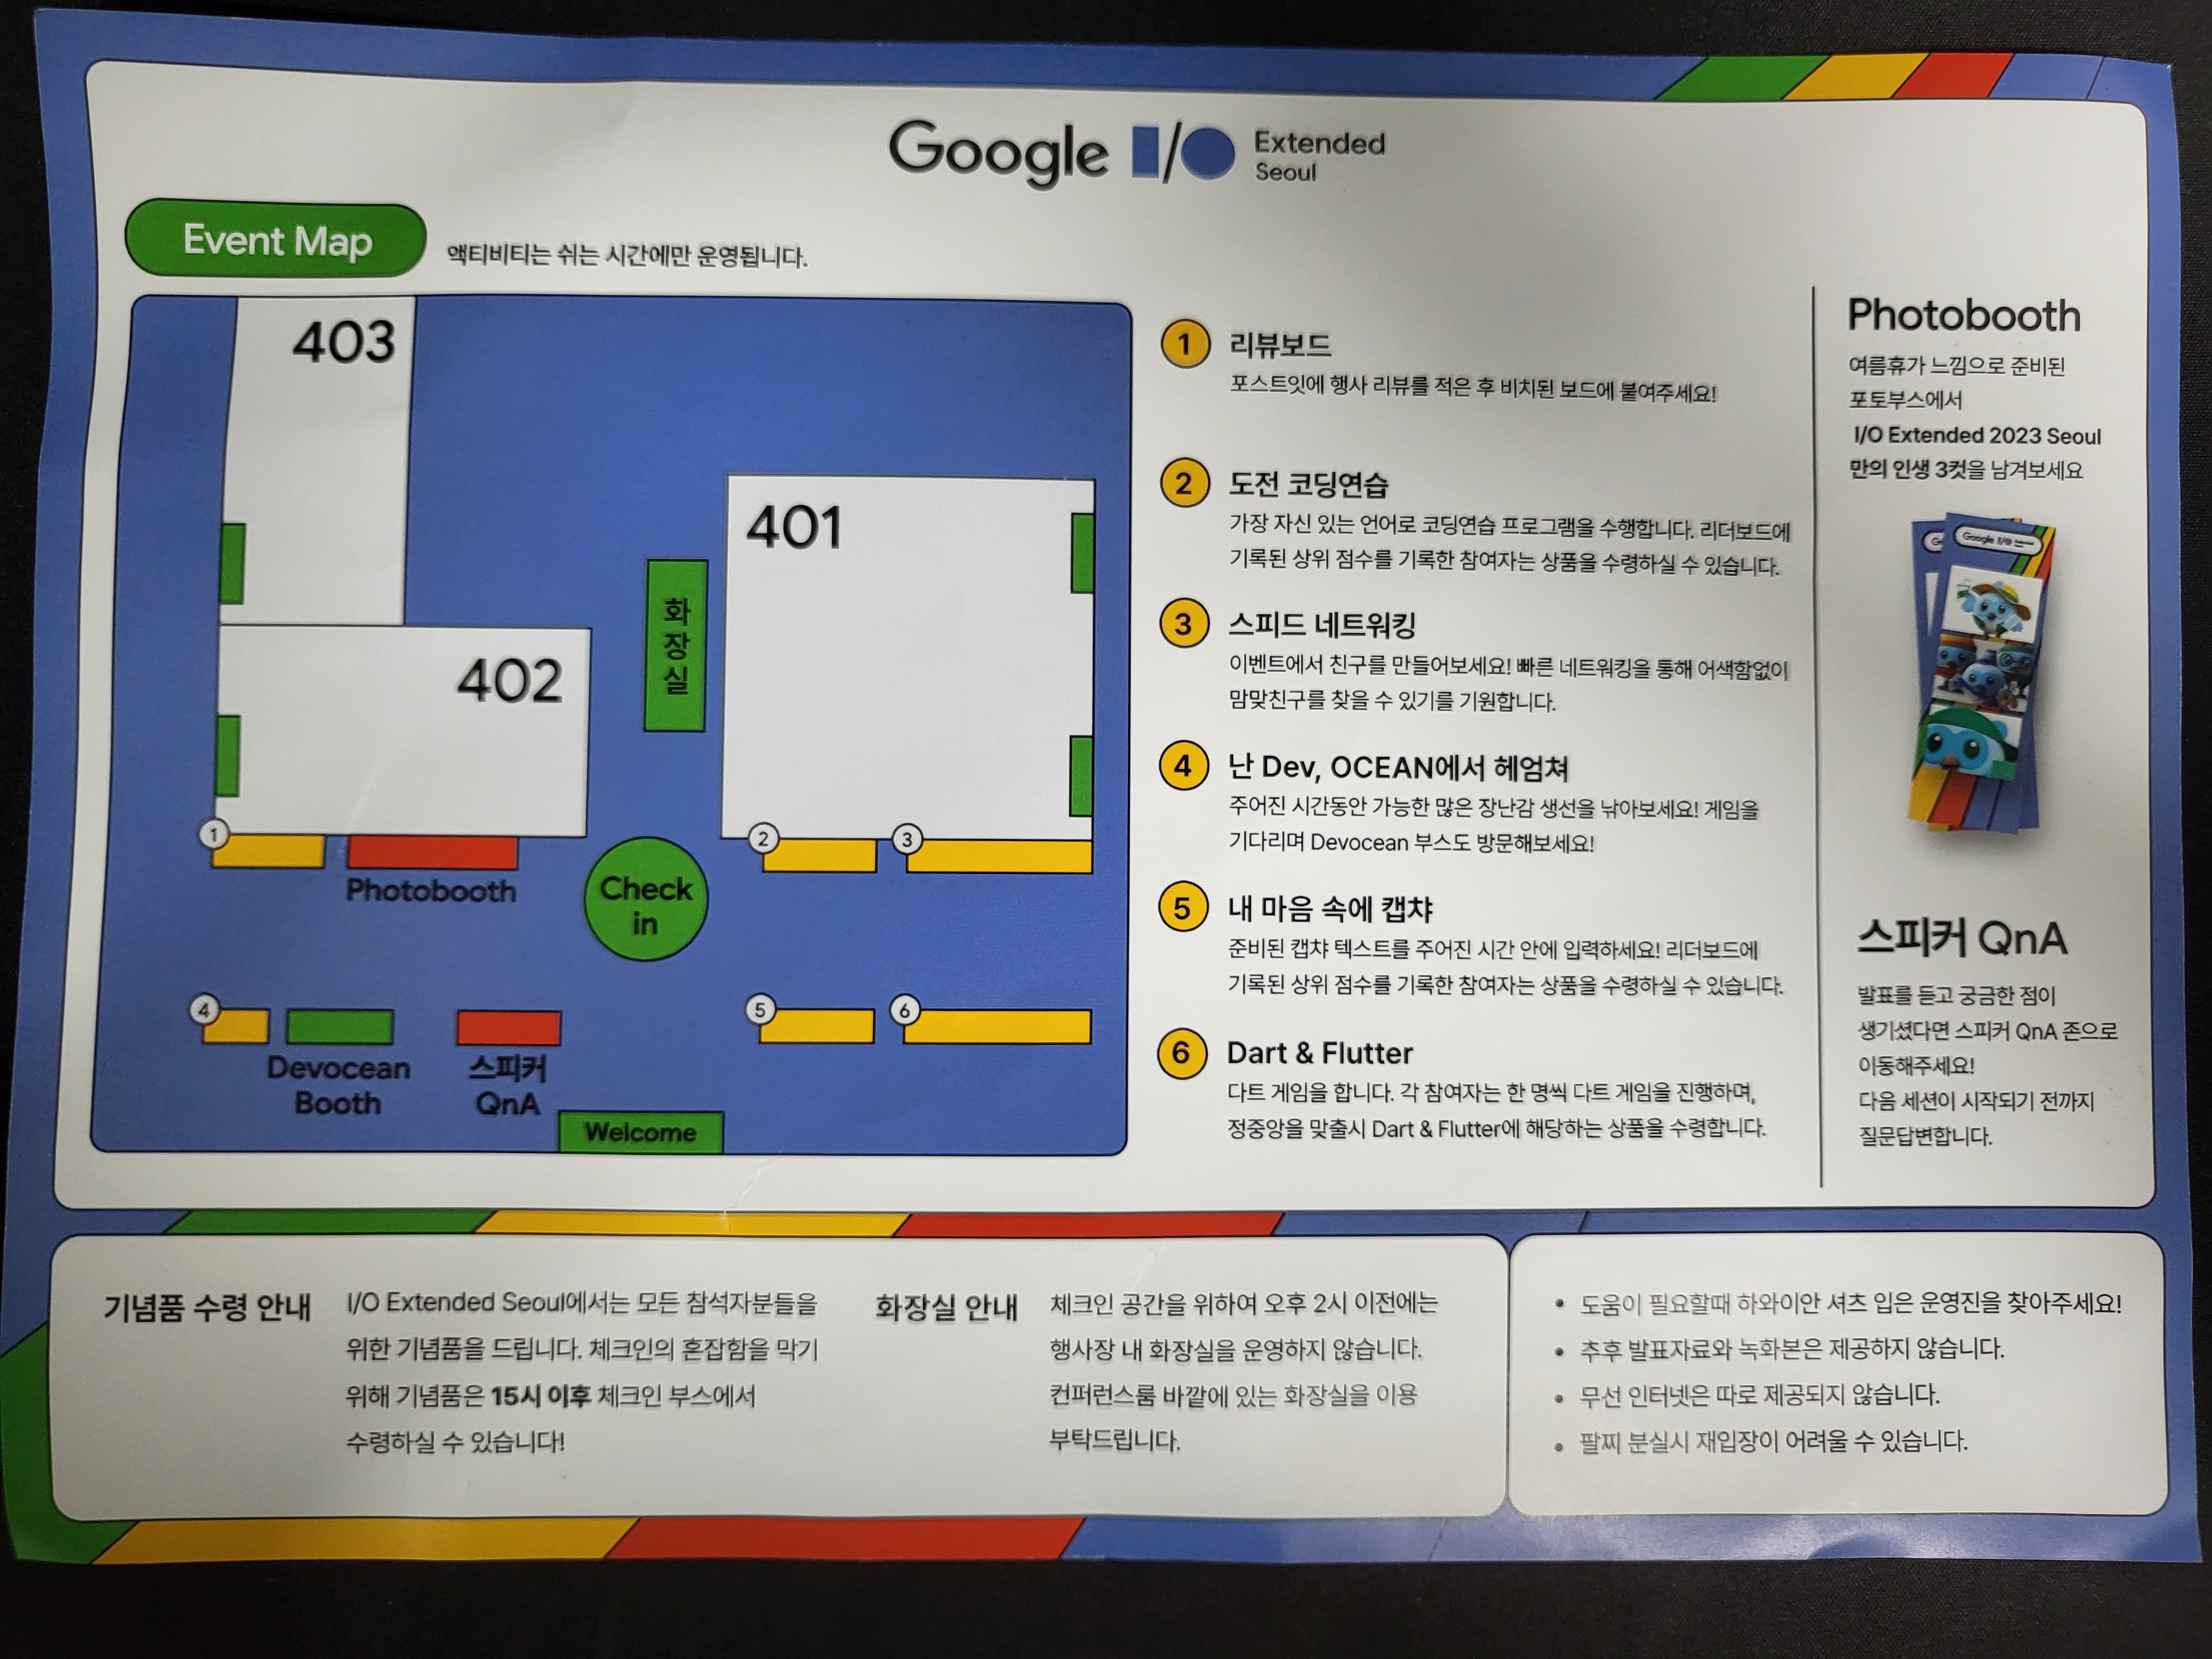 Google I/O Extended
Seoul
Event Map
액티비티는 쉬는 시간에만 운영됩니다.
403
401
402
화
장
실
1
2
3
Photobooth
Check
in
4
5
6
Devocean
Booth
스피커
QnA
Welcome
1 리뷰보드
포스트잇에 행사 리뷰를 적은 후 비치된 보드에 붙여주세요!
2 도전 코딩연습
가장 자신 있는 언어로 코딩연습 프로그램을 수행합니다. 리더보드에
기록된 상위 점수를 기록한 참여자는 상품을 수령하실 수 있습니다.
3 스피드 네트워킹
이벤트에서 친구를 만들어보세요! 빠른 네트워킹을 통해 어색함없이
맘맞친구를 찾을 수 있기를 기원합니다.
4 난 Dev, OCEAN에서 헤엄쳐
주어진 시간동안 가능한 많은 장난감 생선을 낚아보세요! 게임을
기다리며 Devocean 부스도 방문해보세요!
5 내 마음 속에 캡챠
준비된 캡챠 텍스트를 주어진 시간 안에 입력하세요! 리더보드에
기록된 상위 점수를 기록한 참여자는 상품을 수령하실 수 있습니다.
6 Dart & Flutter
다트 게임을 합니다. 각 참여자는 한 명씩 다트 게임을 진행하며,
정중앙을 맞출시 Dart & Flutter에 해당하는 상품을 수령합니다.
Photobooth
여름휴가 느낌으로 준비된
포토부스에서
I/O Extended 2023 Seoul
만의 인생 3컷을 남겨보세요
Google I/O
스피커 QnA
발표를 듣고 궁금한 점이
생기셨다면 스피커 QnA 존으로
이동해주세요!
다음 세션이 시작되기 전까지
질문답변합니다.
기념품 수령 안내
I/O Extended Seoul에서는 모든 참석자분들을
위한 기념품을 드립니다. 체크인의 혼잡함을 막기
위해 기념품은 15시 이후 체크인 부스에서
수령하실 수 있습니다!
화장실 안내
체크인 공간을 위하여 오후 2시 이전에는
행사장 내 화장실을 운영하지 않습니다.
컨퍼런스룸 바깥에 있는 화장실을 이용
부탁드립니다.
• 도움이 필요할때 하와이안 셔츠 입은 운영진을 찾아주세요!
• 추후 발표자료와 녹화본은 제공하지 않습니다.
• 무선 인터넷은 따로 제공되지 않습니다.
• 팔찌 분실시 재입장이 어려울 수 있습니다.